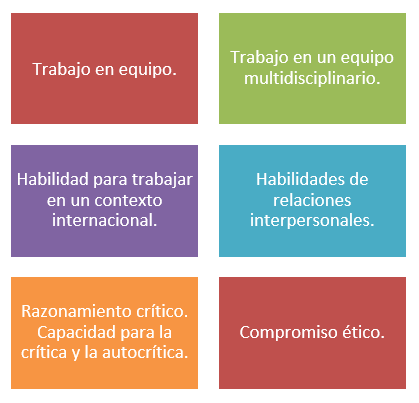 Trabajo en equipo.
Trabajo en un equipo
multidisciplinario.
Habilidad para trabajar
en un contexto
internacional.
Habilidades de
relaciones
interpersonales.
Razonamiento crítico.
Capacidad para la
crítica y la autocrítica.
Compromiso ético.